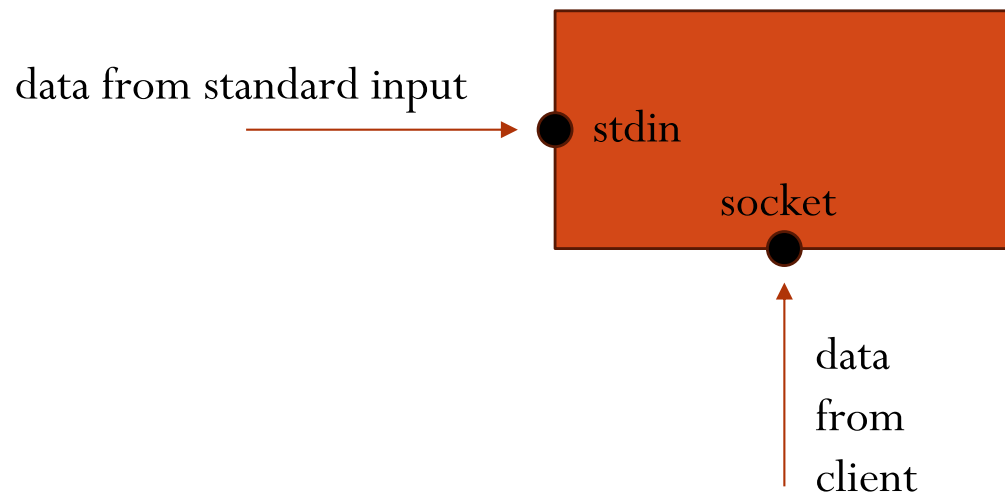 data from standard input
stdin
socket
data
from
client